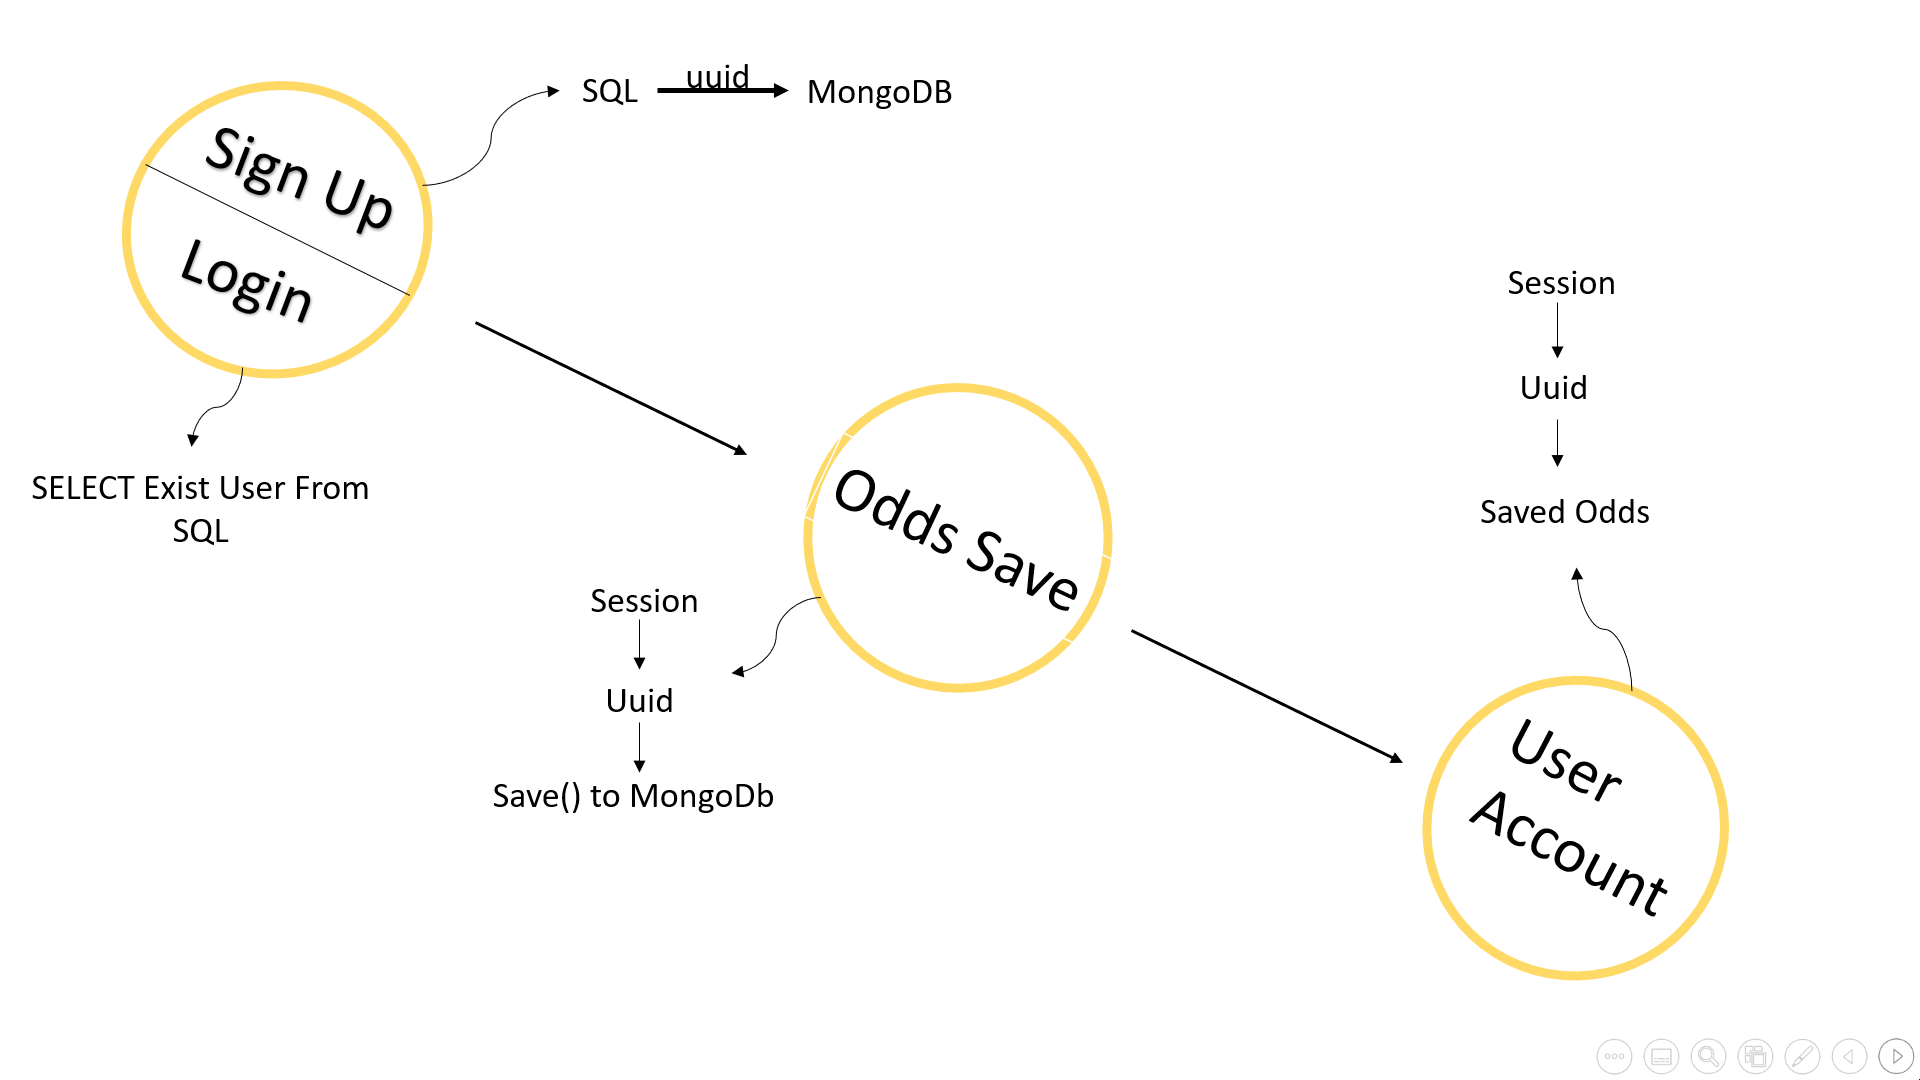 Sign Up
Login
SQL
uuid
MongoDB
SELECT Exist User From
SQL
Odds Save
Session
Uuid
Save() to MongoDb
Session
Uuid
Saved Odds
User
Account